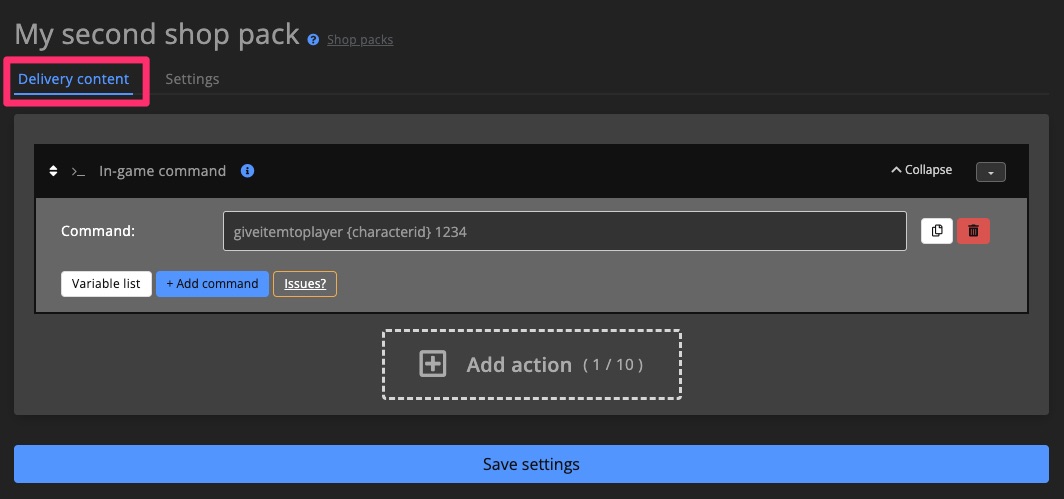 My second shop pack ? Shop packs
Delivery content Settings
>_ In-game command i Collapse
Command: giveitemtoplayer {characterid} 1234
Variable list + Add command Issues?
Add action ( 1 / 10 )
Save settings